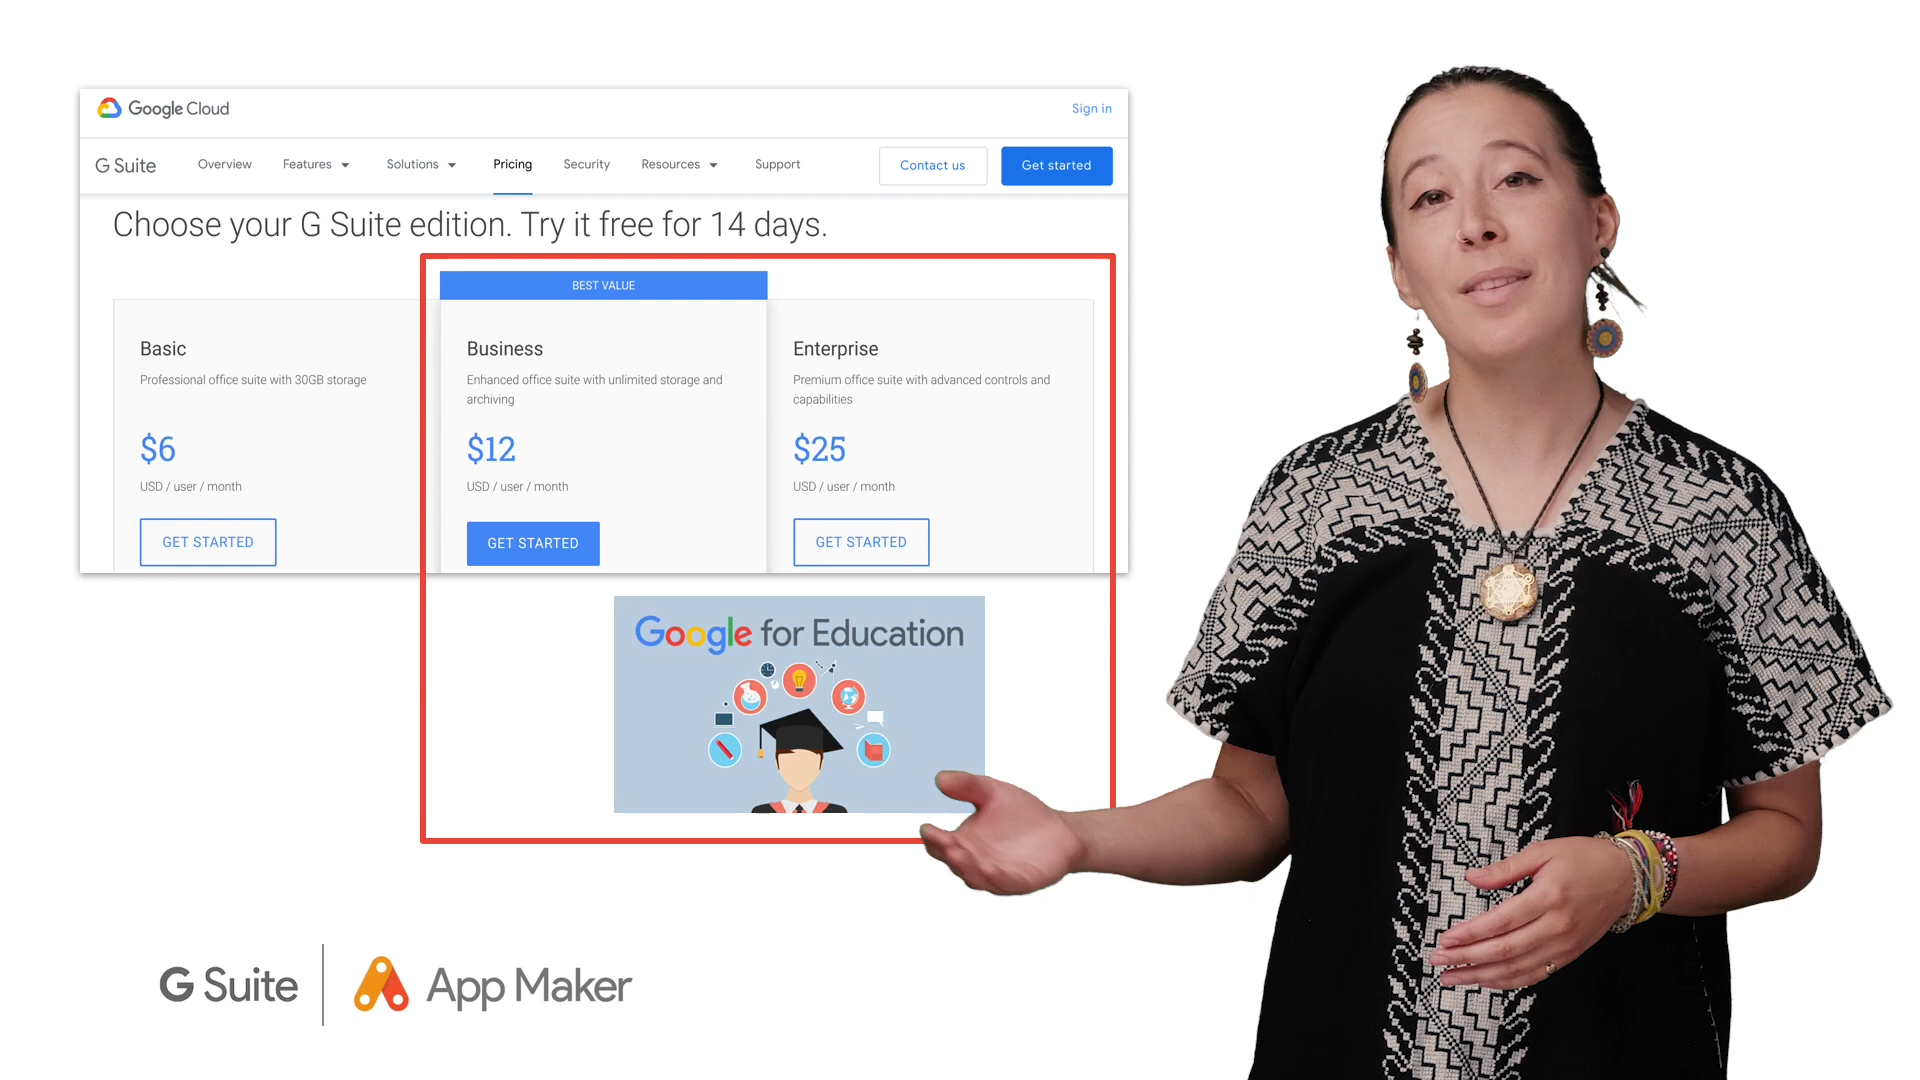 Google Cloud
Sign in
G Suite
Overview
Features
Solutions
Pricing
Security
Resources
Support
Contact us
Get started
Choose your G Suite edition. Try it free for 14 days.
BEST VALUE
Basic
Professional office suite with 30GB storage
$6
USD / user / month
GET STARTED
Business
Enhanced office suite with unlimited storage and
archiving
$12
USD / user / month
GET STARTED
Enterprise
Premium office suite with advanced controls and
capabilities
$25
USD / user / month
GET STARTED
Google for Education
G Suite
App Maker